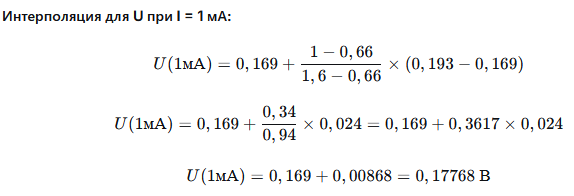 Интерполяция для U при I = 1 мА:
U(1мА) = 0,169 + \frac{1 − 0,66}{1,6 − 0,66} × (0,193 − 0,169)
U(1мА) = 0,169 + \frac{0,34}{0,94} × 0,024 = 0,169 + 0,3617 × 0,024
U(1мА) = 0,169 + 0,00868 = 0,17768 В